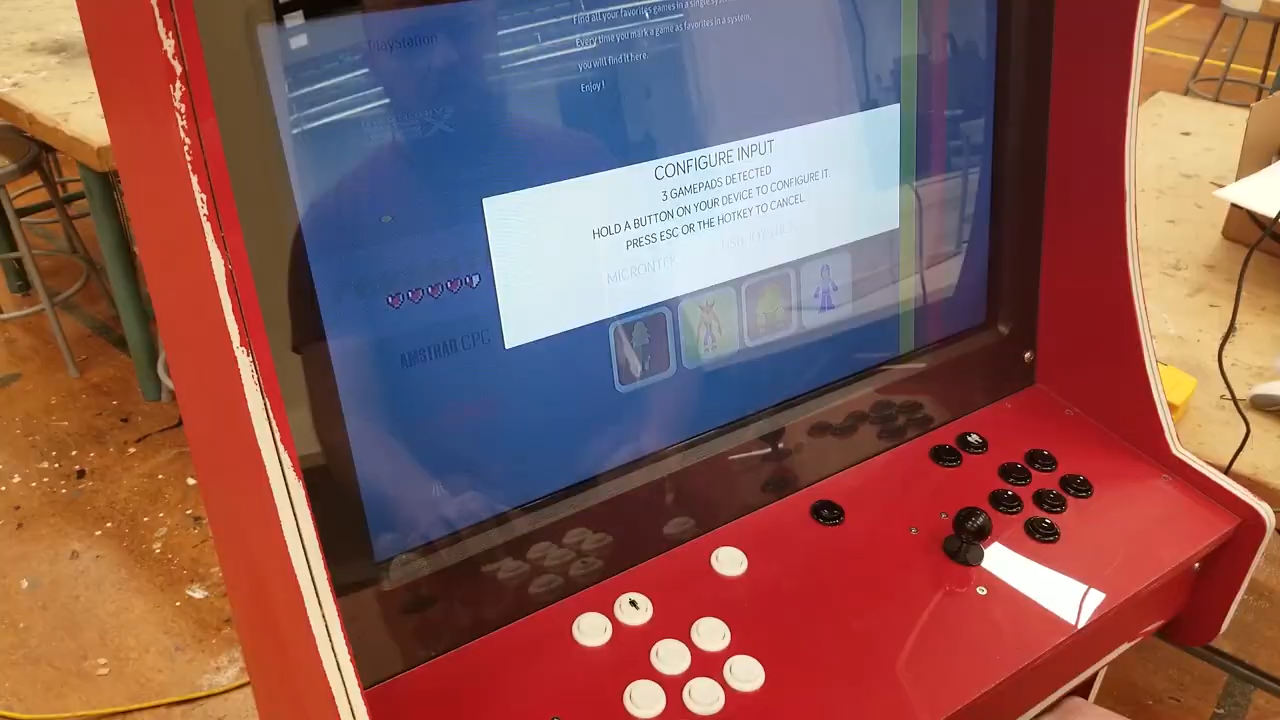 Find all your favorites games in a single
Every time you mark a game as favorites in a system,
you will find it here.
Enjoy!
PlayStation
CONFIGURE INPUT
3 GAMEPADS DETECTED
HOLD A BUTTON ON YOUR DEVICE TO CONFIGURE IT.
PRESS ESC OR THE HOTKEY TO CANCEL.
USB JOYSTICK
AMSTRAD CPC